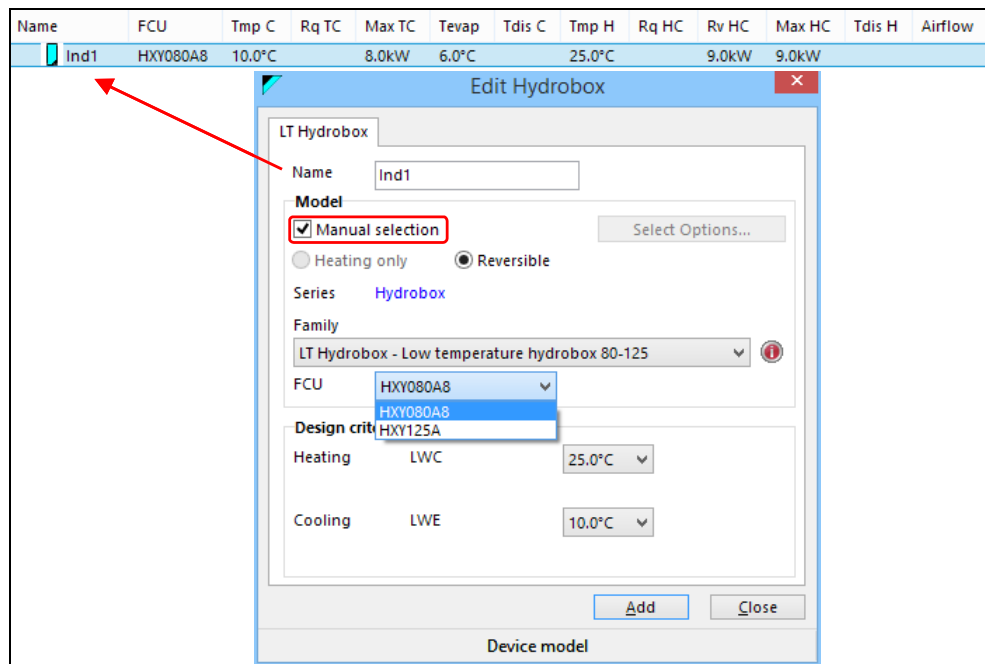 Name FCU Tmp C Rq TC Max TC Tevap Tdis C Tmp H Rq HC Rv HC Max HC Tdis H Airflow
Ind1 HXY080A8 10.0°C 8.0kW 6.0°C 25.0°C 9.0kW 9.0kW
Edit Hydrobox
LT Hydrobox
Name Ind1
Model
Manual selection Select Options...
Heating only Reversible
Series Hydrobox
Family
LT Hydrobox - Low temperature hydrobox 80-125
FCU HXY080A8
HXY080A8
Design crit HXY125A
Heating LWC 25.0°C
Cooling LWE 10.0°C
Add Close
Device model